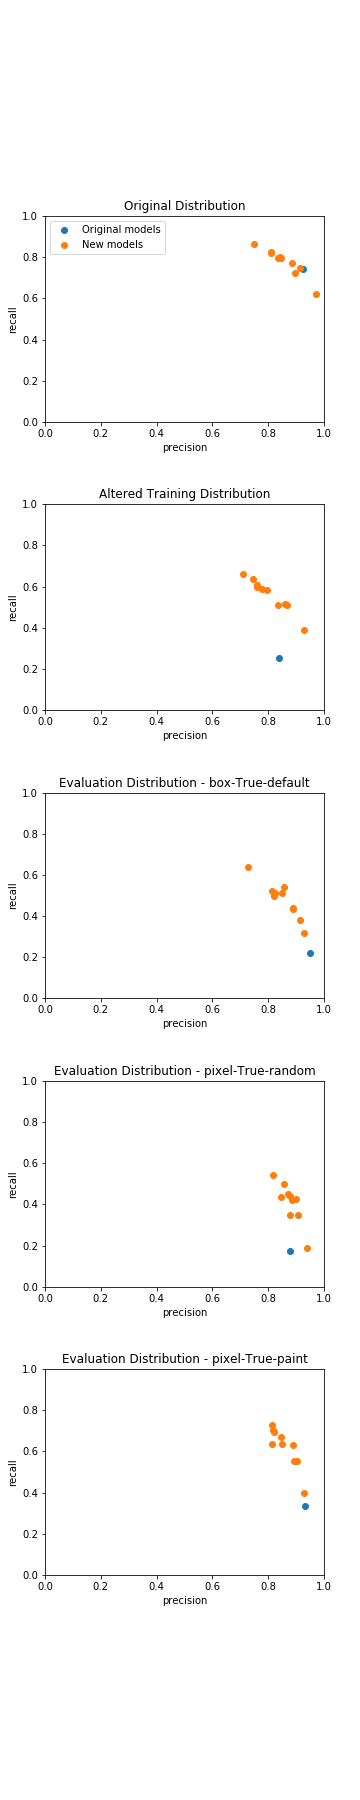 Original Distribution
1.0
0.8
0.6
0.4
0.2
0.0
recall
Original models
New models
0.0 0.2 0.4 0.6 0.8 1.0
precision
Altered Training Distribution
1.0
0.8
0.6
0.4
0.2
0.0
recall
0.0 0.2 0.4 0.6 0.8 1.0
precision
Evaluation Distribution - box-True-default
1.0
0.8
0.6
0.4
0.2
0.0
recall
0.0 0.2 0.4 0.6 0.8 1.0
precision
Evaluation Distribution - pixel-True-random
1.0
0.8
0.6
0.4
0.2
0.0
recall
0.0 0.2 0.4 0.6 0.8 1.0
precision
Evaluation Distribution - pixel-True-paint
1.0
0.8
0.6
0.4
0.2
0.0
recall
0.0 0.2 0.4 0.6 0.8 1.0
precision